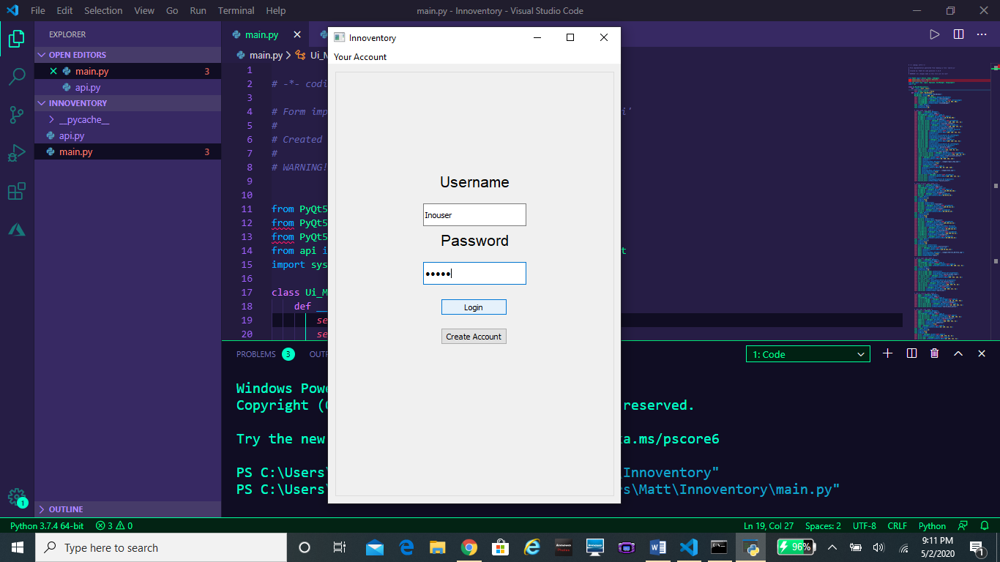 File Edit Selection View Go Run Terminal Help
main.py - Innoventory - Visual Studio Code
EXPLORER
OPEN EDITORS
main.py 3
api.py
INNOVENTORY
__pycache__
api.py
main.py 3
OUTLINE
1
main.py
main.py > Ui_M
1
2 # -*- codi
3
4 # Form imp i'
5 #
6 # Created
7 #
8 # WARNING!
9
10
11 from PyQt5
12 from PyQt5
13 from PyQt5
14 from api i t
15 import sys
16
17 class Ui_M
18 def __
19 se
20 se
Innoventory
Your Account
Username
Inouser
Password
•••••
Login
Create Account
PROBLEMS 3 OUTP
1: Code
Windows Powe
Copyright ( reserved.
Try the new ka.ms/pscore6
PS C:\Users\ \Innoventory"
PS C:\Users\ rs\Matt\Innoventory\main.py"
Python 3.7.4 64-bit 3 0
Ln 19, Col 27 Spaces: 2 UTF-8 CRLF Python
Type here to search
96%
9:11 PM
5/2/2020
1